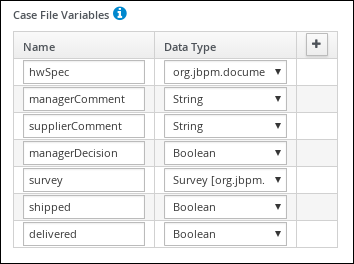 Case File Variables
Name Data Type +
hwSpec org.jbpm.docume
managerComment String
supplierComment String
managerDecision Boolean
survey Survey [org.jbpm.
shipped Boolean
delivered Boolean